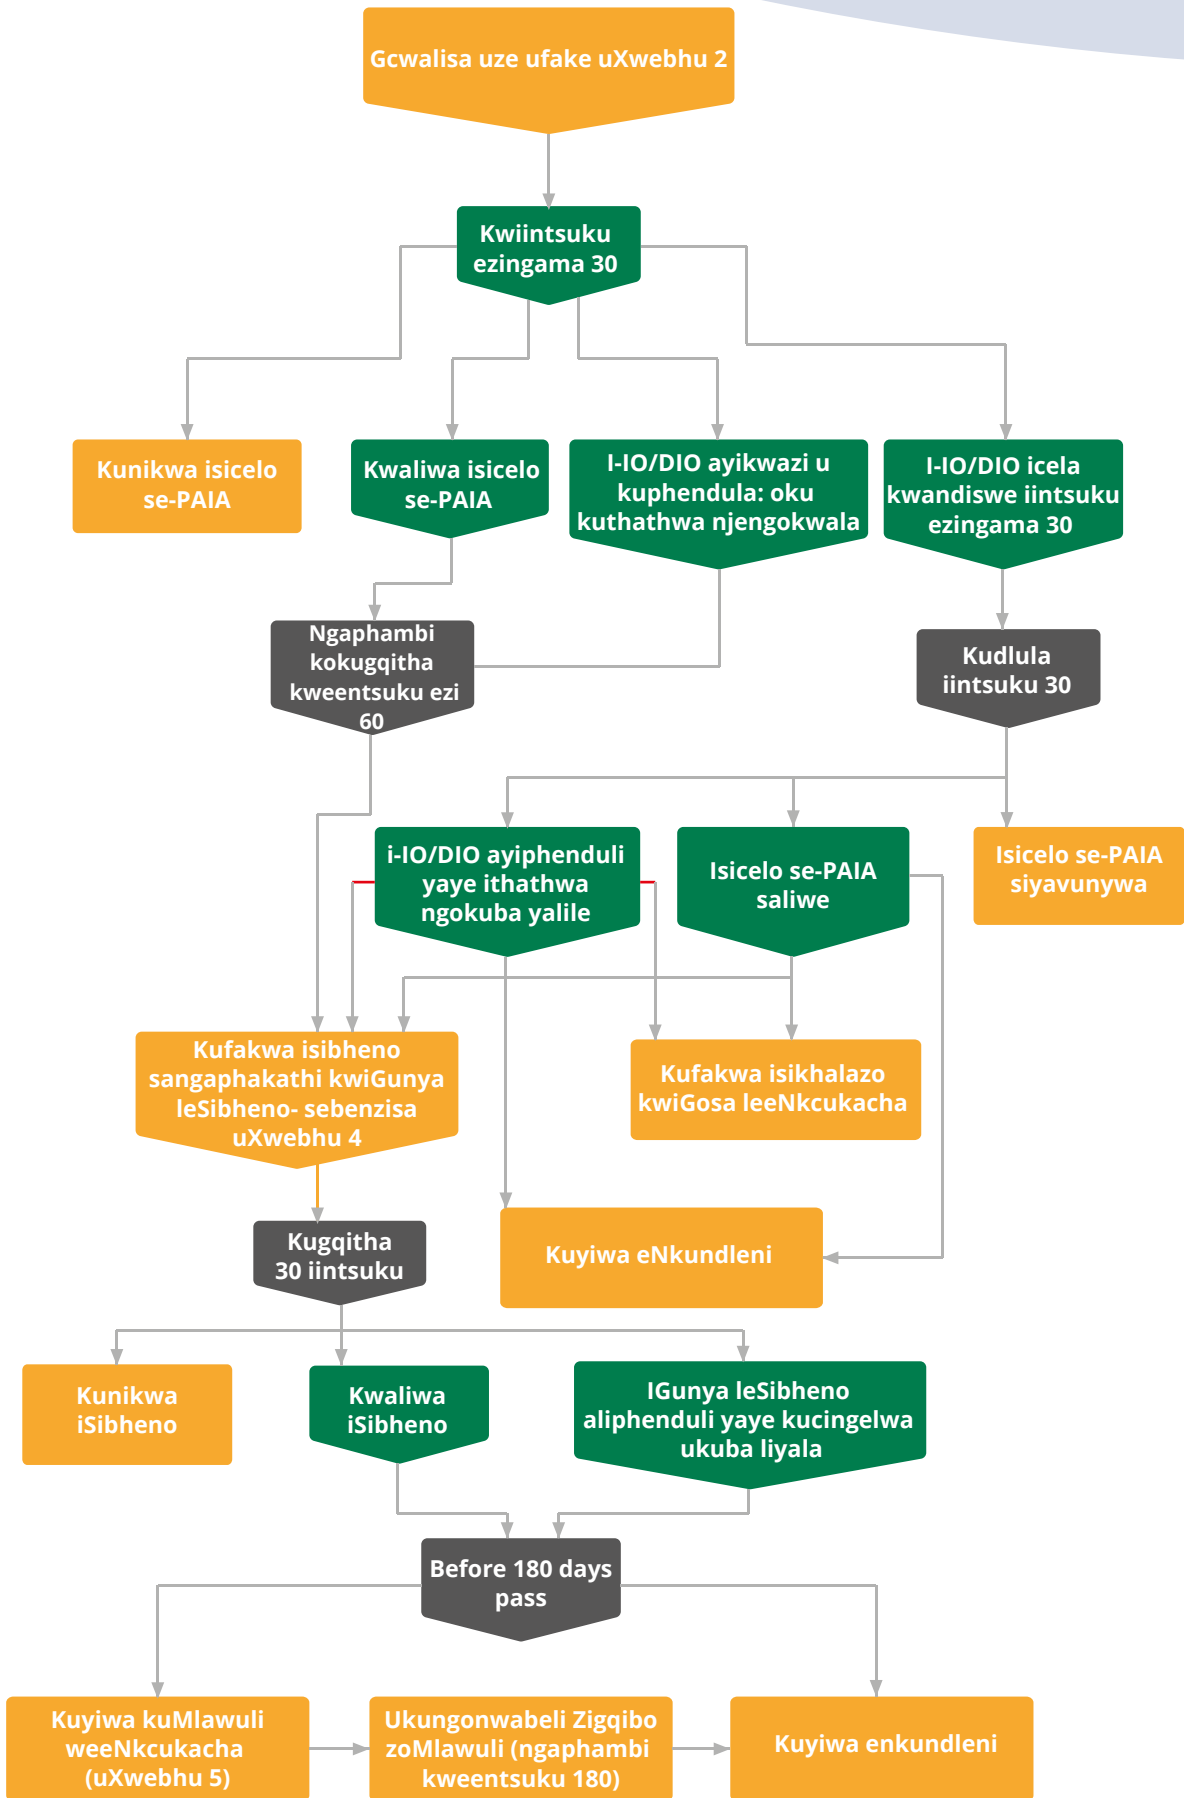 Gcwalisa uze ufake uXwebhu 2
Kwiintsuku
ezingama 30
Kunikwa isicelo
se-PAIA
Kwaliwa isicelo
se-PAIA
I-IO/DIO ayikwazi u
kuphendula: oku
kuthathwa njengokwala
I-IO/DIO icela
kwandiswe iintsuku
ezingama 30
Ngaphambi
kokugqitha
kweentsuku ezi
60
Kudlula
iintsuku 30
i-IO/DIO ayiphenduli
yaye ithathwa
ngokuba yalile
Isicelo se-PAIA
saliwe
Isicelo se-PAIA
siyavunywa
Kufakwa isibheno
sangaphakathi kwiGunya
leSibheno- sebenzisa
uXwebhu 4
Kufakwa isikhalazo
kwiGosa leeNkcukacha
Kugqitha
30 iintsuku
Kuyiwa eNkundleni
Kunikwa
iSibheno
Kwaliwa
iSibheno
IGunya leSibheno
aliphenduli yaye kucingelwa
ukuba liyala
Before 180 days
pass
Kuyiwa kuMlawuli
weeNkcukacha
(uXwebhu 5)
Ukungonwabeli Zigqibo
zoMlawuli (ngaphambi
kweentsuku 180)
Kuyiwa enkundleni